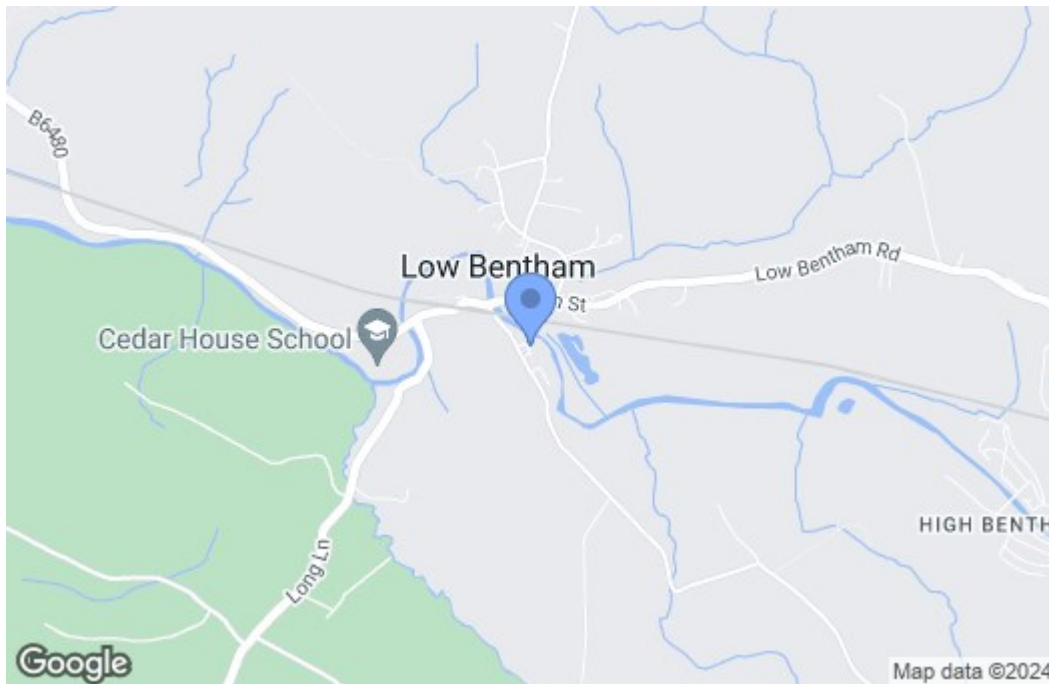 B6480
Low Bentham
Low Bentham Rd
St
Cedar House School
Long Ln
HIGH BENTH
Google
Map data ©2024